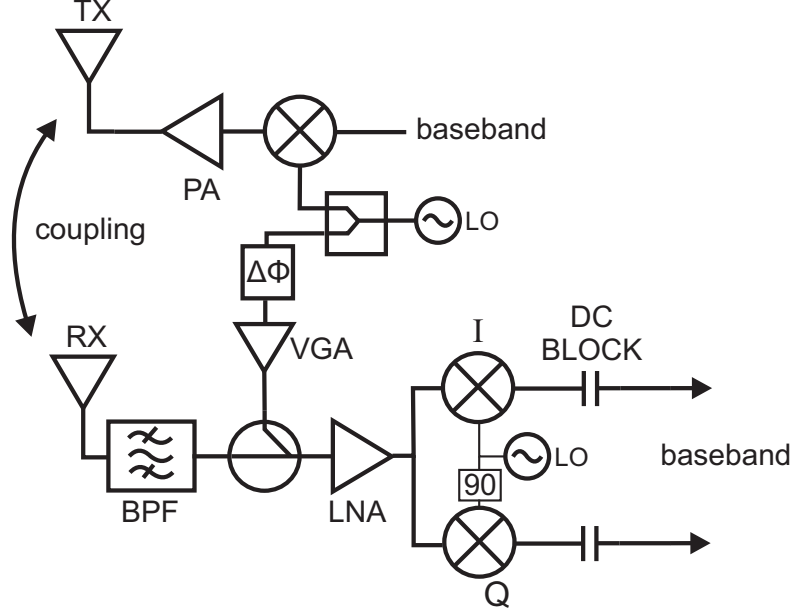 TX
baseband
PA
LO
coupling
ΔΦ
RX
VGA
I
DC
BLOCK
LO
baseband
90
BPF
LNA
Q